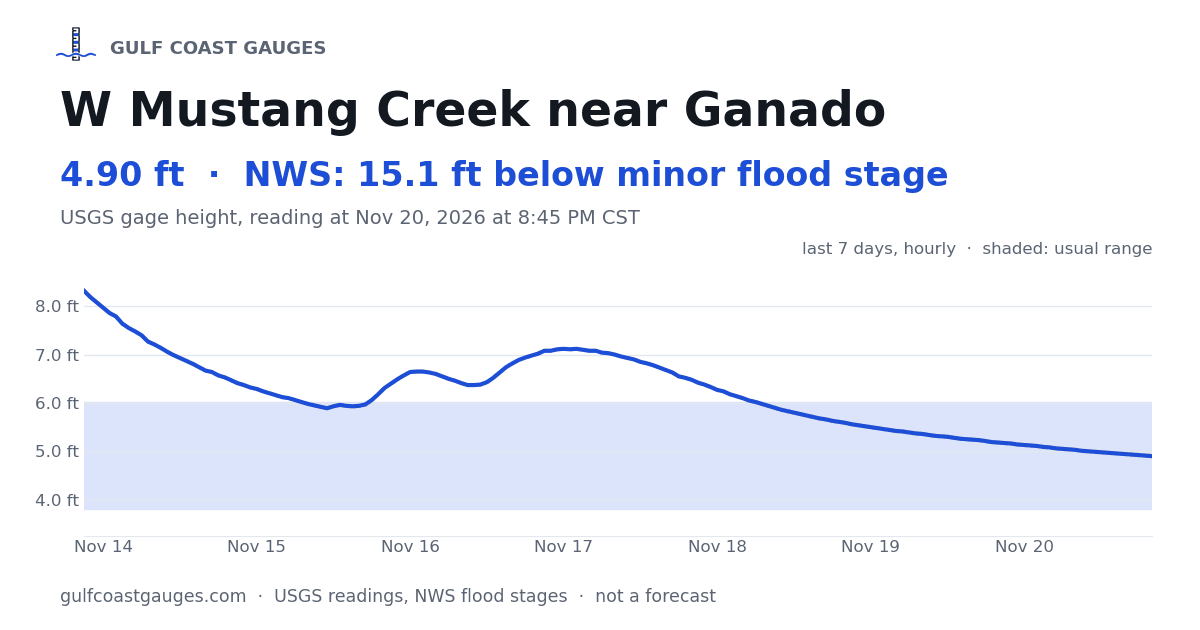 GULF COAST GAUGES
W Mustang Creek near Ganado
4.90 ft · NWS: 15.1 ft below minor flood stage
USGS gage height, reading at Nov 20, 2026 at 8:45 PM CST
last 7 days, hourly · shaded: usual range
8.0 ft
7.0 ft
6.0 ft
5.0 ft
4.0 ft
Nov 14 Nov 15 Nov 16 Nov 17 Nov 18 Nov 19 Nov 20
gulfcoastgauges.com · USGS readings, NWS flood stages · not a forecast